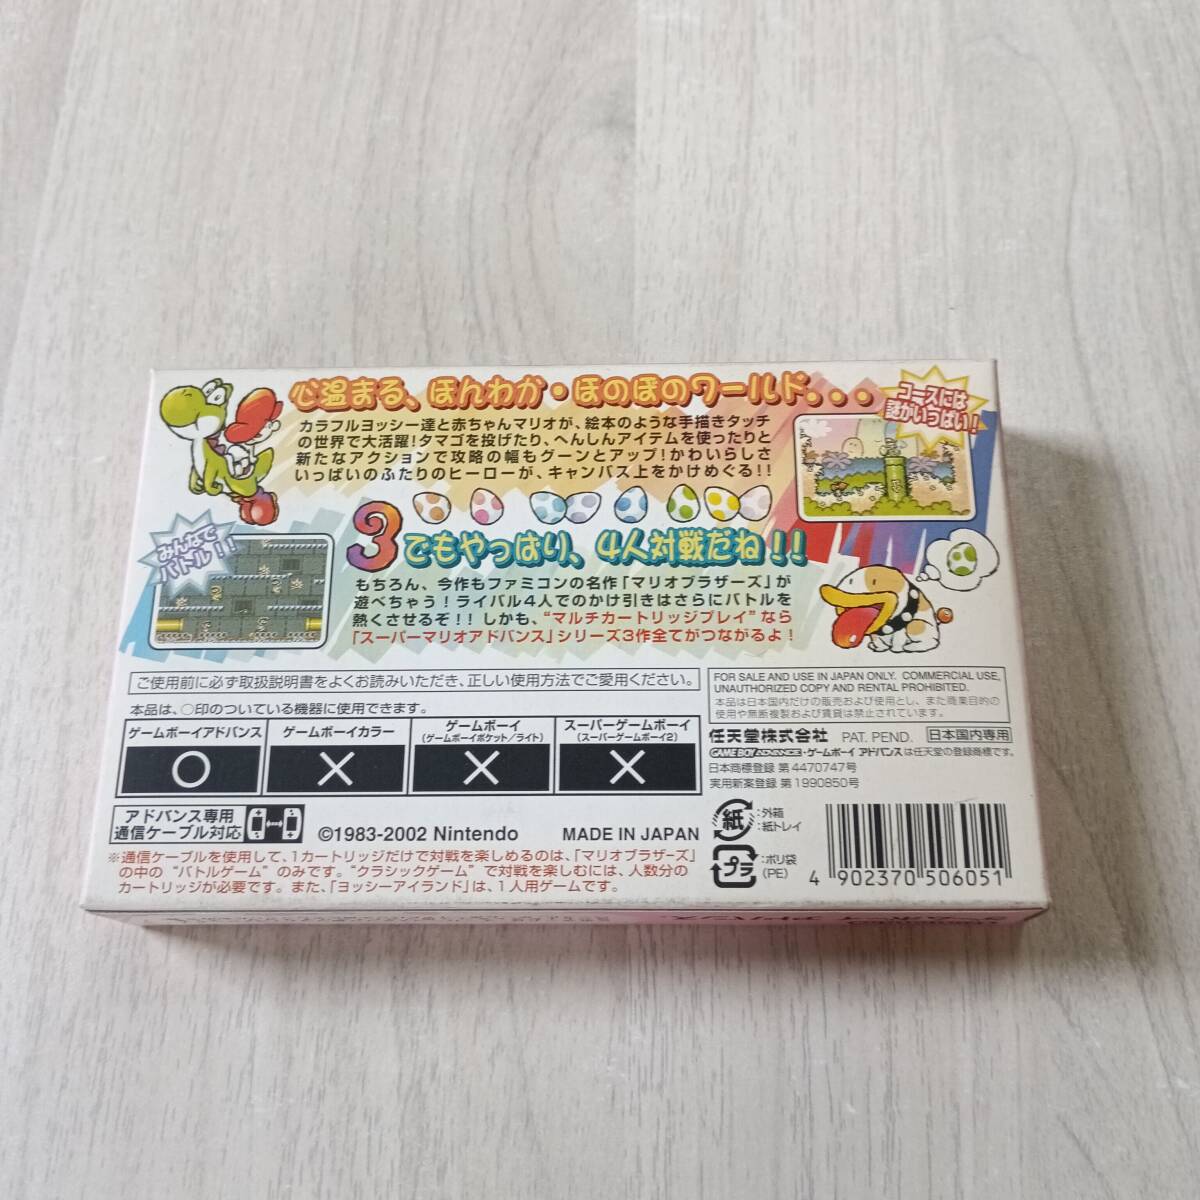 心温まる、ほんわか・ほのぼのワールド...
カラフルヨッシー達と赤ちゃんマリオが、絵本のような手描きタッチ
の世界で大活躍！タマゴを投げたり、へんしんアイテムを使ったりと
新たなアクションで攻略の幅もグーンとアップ！かわいらしさ
いっぱいのふたりのヒーローが、キャンバス上をかけめぐる！！
コースには
謎がいっぱい！
みんなで
バトル！！
3でもやっぱり、4人対戦だね！！
もちろん、今作もファミコンの名作「マリオブラザーズ」が
遊べちゃう！ライバル4人でのかけ引きはさらにバトルを
熱くさせるぞ！！しかも、“マルチカートリッジプレイ”なら
「スーパーマリオアドバンス」シリーズ3作全てがつながるよ！
ご使用前に必ず取扱説明書をよくお読みいただき、正しい使用方法でご愛用ください。
本品は、○印のついている機器に使用できます。
ゲームボーイアドバンス
ゲームボーイカラー
ゲームボーイ
（ゲームボーイポケット/ライト）
スーパーゲームボーイ
（スーパーゲームボーイ2）
○
×
×
×
FOR SALE AND USE IN JAPAN ONLY. COMMERCIAL USE,
UNAUTHORIZED COPY AND RENTAL PROHIBITED.
本品は日本国内だけの販売および使用とし、また商業目的の
使用や無断複製および賃貸は禁止されています。
任天堂株式会社 PAT. PEND. 日本国内専用
GAME BOY ADVANCE・ゲームボーイ アドバンスは任天堂の登録商標です。
日本商標登録 第4470747号
実用新案登録 第1990850号
アドバンス専用
通信ケーブル対応
©1983-2002 Nintendo MADE IN JAPAN
※通信ケーブルを使用して、1カートリッジだけで対戦を楽しめるのは、「マリオブラザーズ」
の中の “バトルゲーム” のみです。“クラシックゲーム” で対戦を楽しむには、人数分の
カートリッジが必要です。また、「ヨッシーアイランド」は、1人用ゲームです。
紙
:外箱
:紙トレイ
プラ
:ポリ袋
(PE)
4 902370 506051